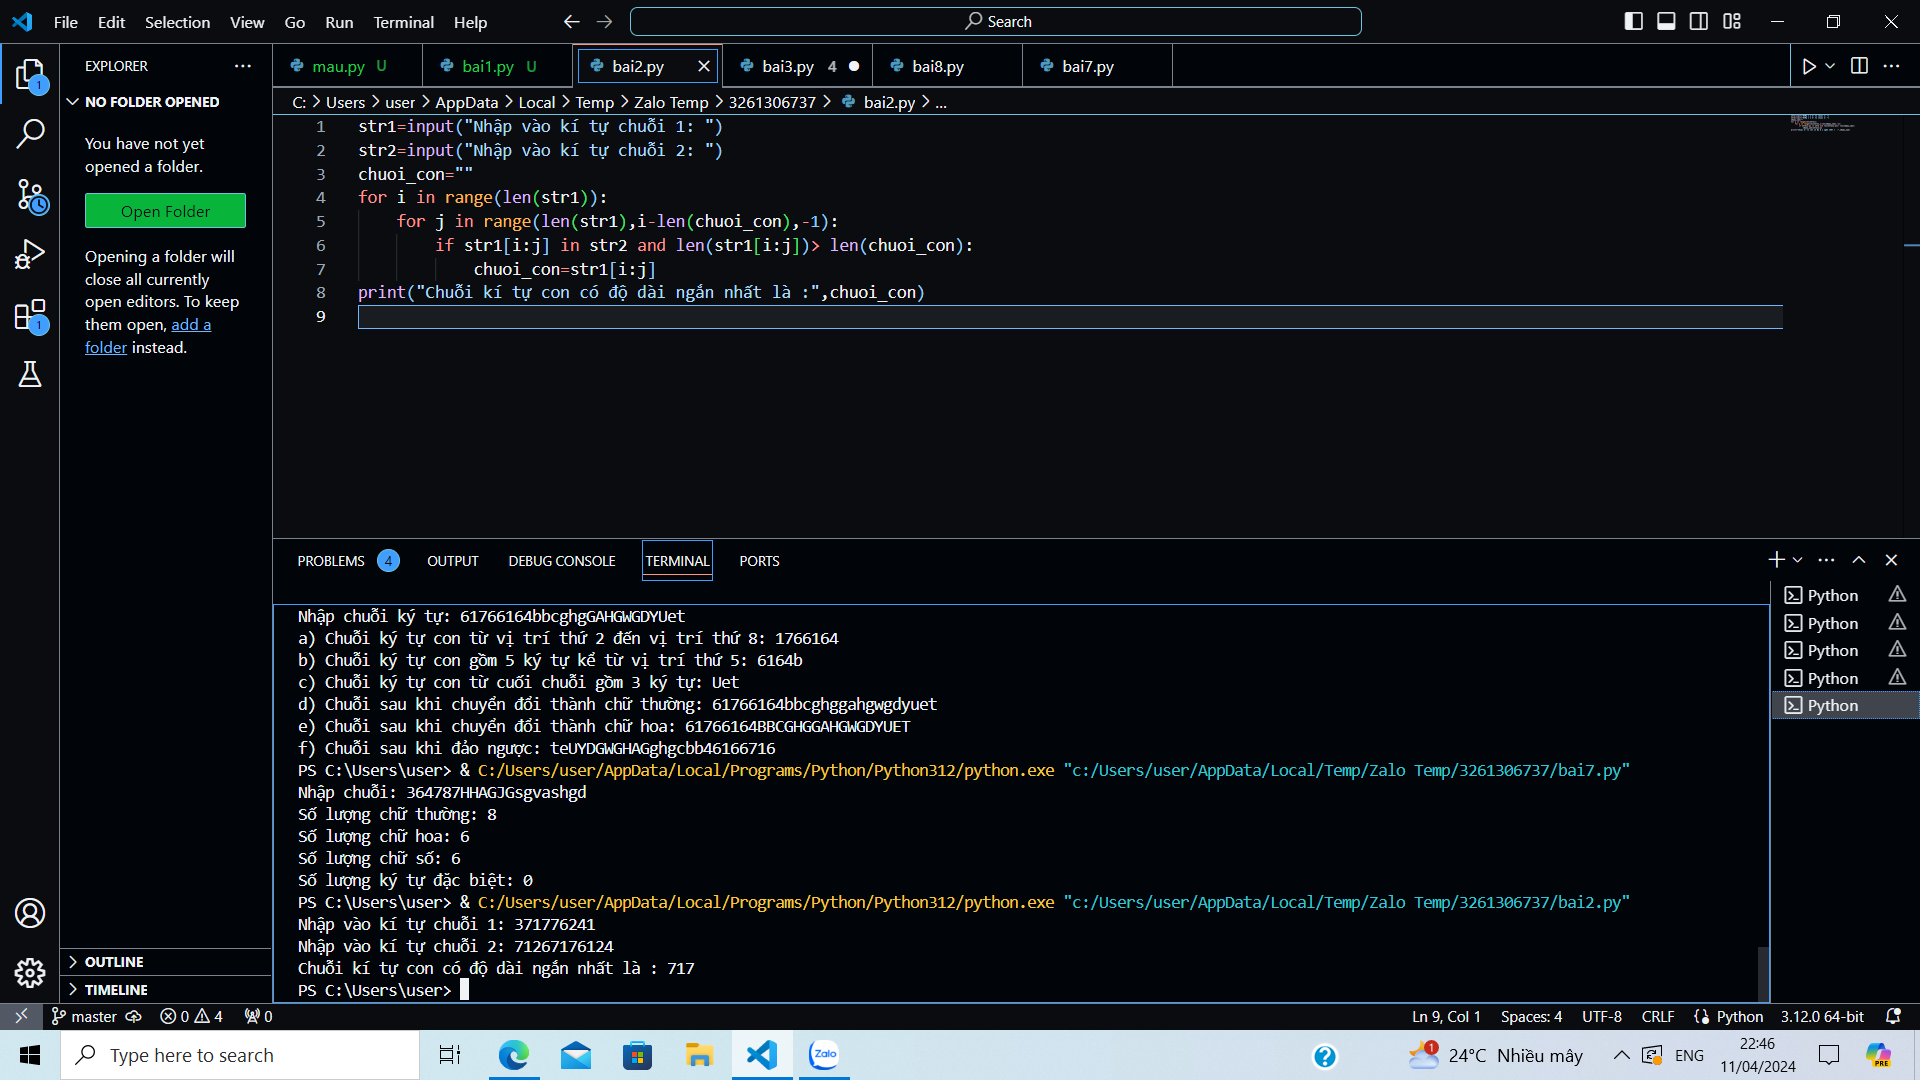 File Edit Selection View Go Run Terminal Help
Search
EXPLORER
NO FOLDER OPENED
You have not yet
opened a folder.
Open Folder
Opening a folder will
close all currently
open editors. To keep
them open, add a
folder instead.
OUTLINE
TIMELINE
1
1
mau.py U
bai1.py U
bai2.py
bai3.py 4
bai8.py
bai7.py
C: > Users > user > AppData > Local > Temp > Zalo Temp > 3261306737 > bai2.py > ...
1 str1=input("Nhập vào kí tự chuỗi 1: ")
2 str2=input("Nhập vào kí tự chuỗi 2: ")
3 chuoi_con=""
4 for i in range(len(str1)):
5     for j in range(len(str1),i-len(chuoi_con),-1):
6         if str1[i:j] in str2 and len(str1[i:j])> len(chuoi_con):
7             chuoi_con=str1[i:j]
8 print("Chuỗi kí tự con có độ dài ngắn nhất là :",chuoi_con)
9
PROBLEMS 4 OUTPUT DEBUG CONSOLE TERMINAL PORTS
Nhập chuỗi ký tự: 61766164bbcghgGAHGWGDYUet
a) Chuỗi ký tự con từ vị trí thứ 2 đến vị trí thứ 8: 1766164
b) Chuỗi ký tự con gồm 5 ký tự kể từ vị trí thứ 5: 6164b
c) Chuỗi ký tự con từ cuối chuỗi gồm 3 ký tự: Uet
d) Chuỗi sau khi chuyển đổi thành chữ thường: 61766164bbcghggahgwgdyuet
e) Chuỗi sau khi chuyển đổi thành chữ hoa: 61766164BBCGHGGAHGWGDYUET
f) Chuỗi sau khi đảo ngược: teUYDGWGHAGghgcbb46166716
PS C:\Users\user> & C:/Users/user/AppData/Local/Programs/Python/Python312/python.exe "c:/Users/user/AppData/Local/Temp/Zalo Temp/3261306737/bai7.py"
Nhập chuỗi: 364787HHAGJGsgvashgd
Số lượng chữ thường: 8
Số lượng chữ hoa: 6
Số lượng chữ số: 6
Số lượng ký tự đặc biệt: 0
PS C:\Users\user> & C:/Users/user/AppData/Local/Programs/Python/Python312/python.exe "c:/Users/user/AppData/Local/Temp/Zalo Temp/3261306737/bai2.py"
Nhập vào kí tự chuỗi 1: 371776241
Nhập vào kí tự chuỗi 2: 71267176124
Chuỗi kí tự con có độ dài ngắn nhất là : 717
PS C:\Users\user>
Python
Python
Python
Python
Python
master 0 4 0
Ln 9, Col 1 Spaces: 4 UTF-8 CRLF Python 3.12.0 64-bit
Type here to search
Zalo
1
24°C Nhiều mây
ENG
22:46
11/04/2024
PRE